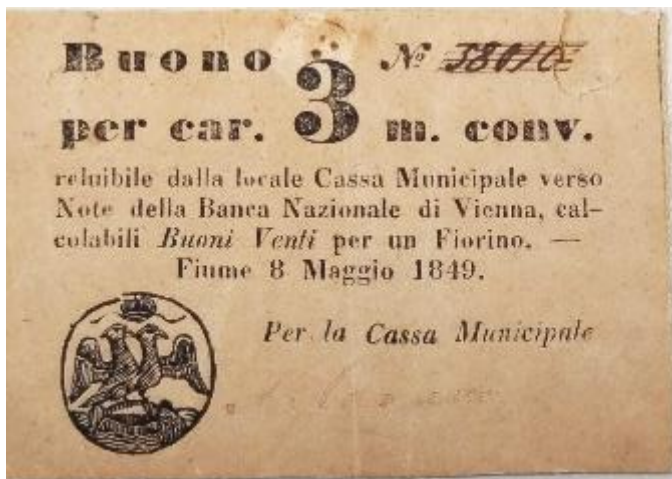 Buono 3 № 38010
per car. m. conv.
reluibile dalla locale Cassa Municipale verso
Note della Banca Nazionale di Vienna, cal-
colabili Buoni Venti per un Fiorino. —
Fiume 8 Maggio 1849.
Per la Cassa Municipale